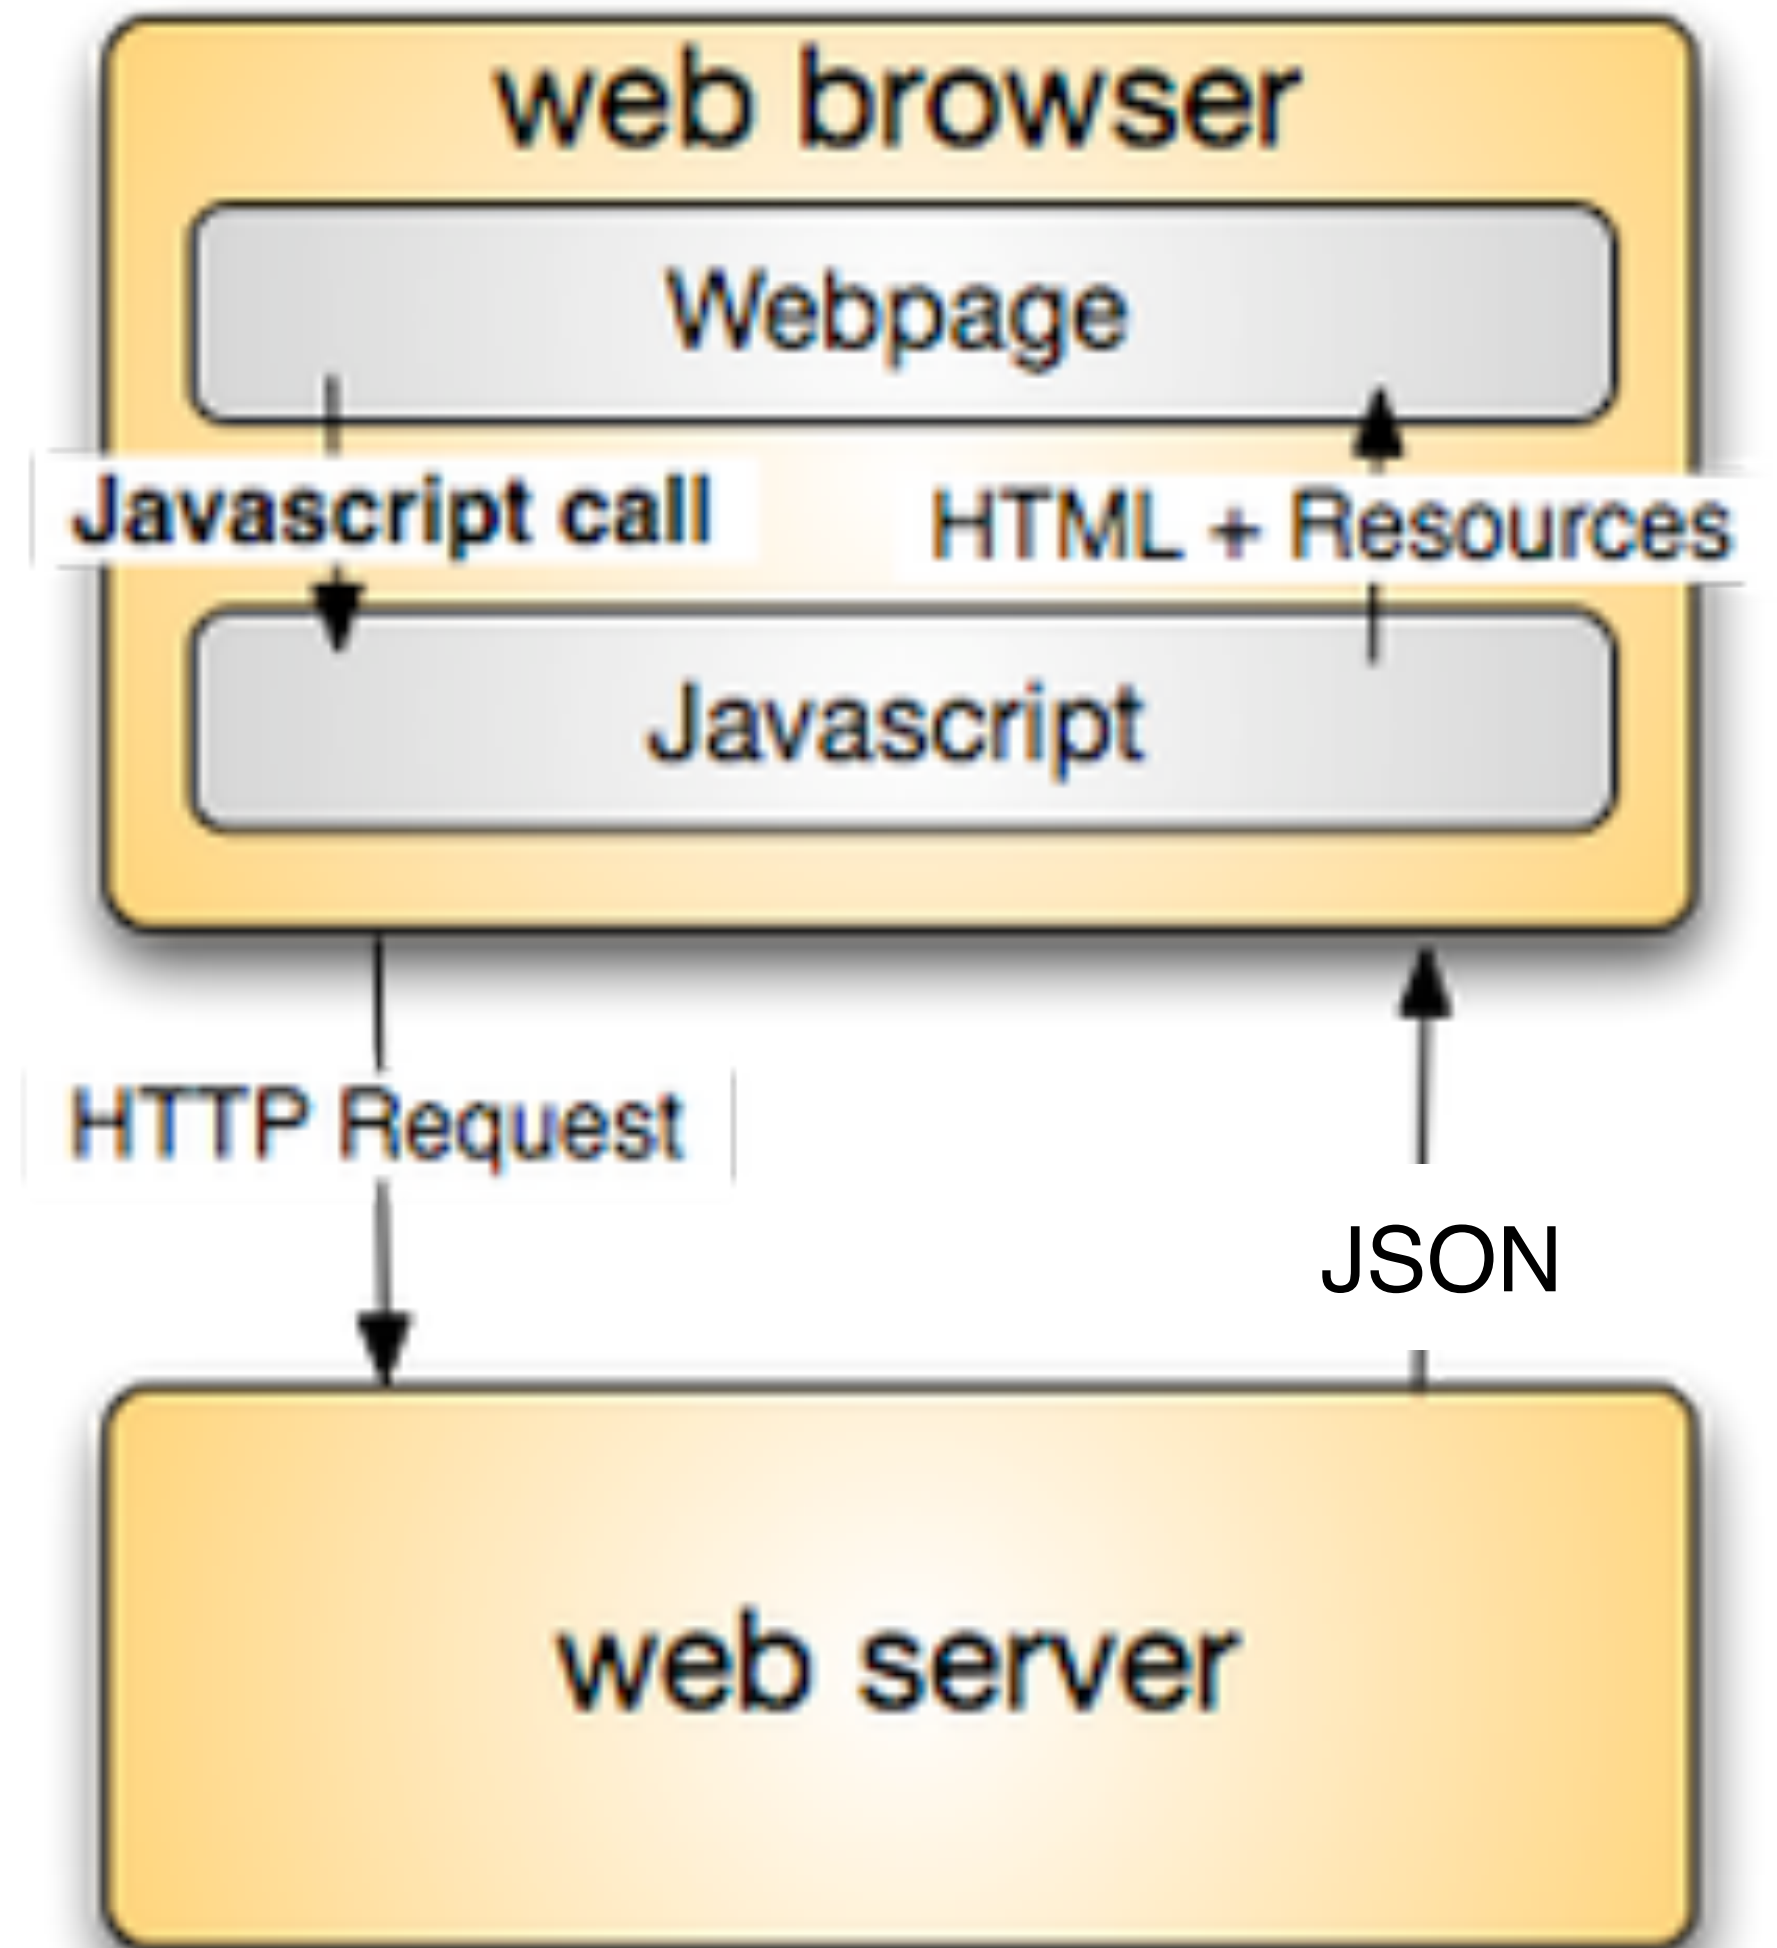 web browser
Webpage
Javascript call
HTML + Resources
Javascript
HTTP Request
JSON
web server